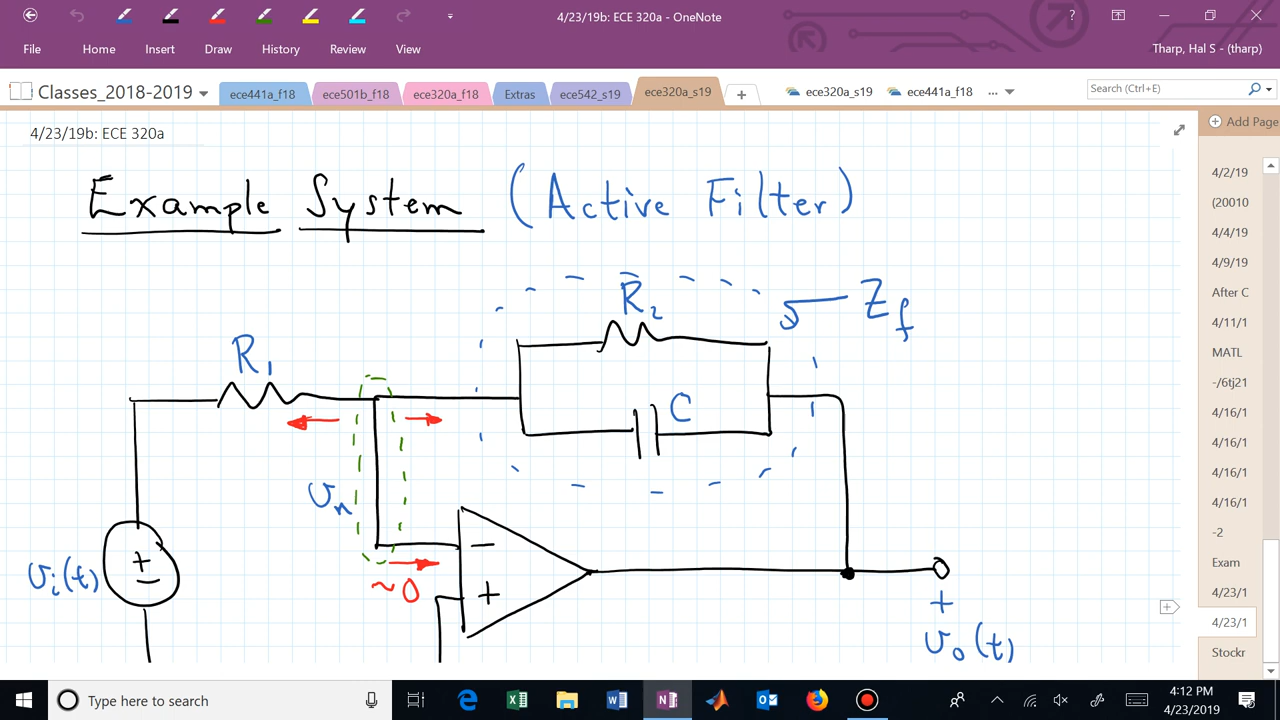 4/23/19b: ECE 320a - OneNote
?
File Home Insert Draw History Review View
Tharp, Hal S - (tharp)
Classes_2018-2019 ece441a_f18 ece501b_f18 ece320a_f18 Extras ece542_s19 ece320a_s19 + ece320a_s19 ece441a_f18 ... Search (Ctrl+E)
4/23/19b: ECE 320a
Add Page
Example System (Active Filter)
4/2/19
(20010
4/4/19
4/9/19
After C
4/11/1
MATL
-/6tj21
4/16/1
4/16/1
4/16/1
4/16/1
-2
Exam
4/23/1
4/23/1
Stockr
R₂
Z_f
R₁
C
v_n
+
−
v_i(t)
−
+
~0
+
v_o(t)
Type here to search
4:12 PM
4/23/2019